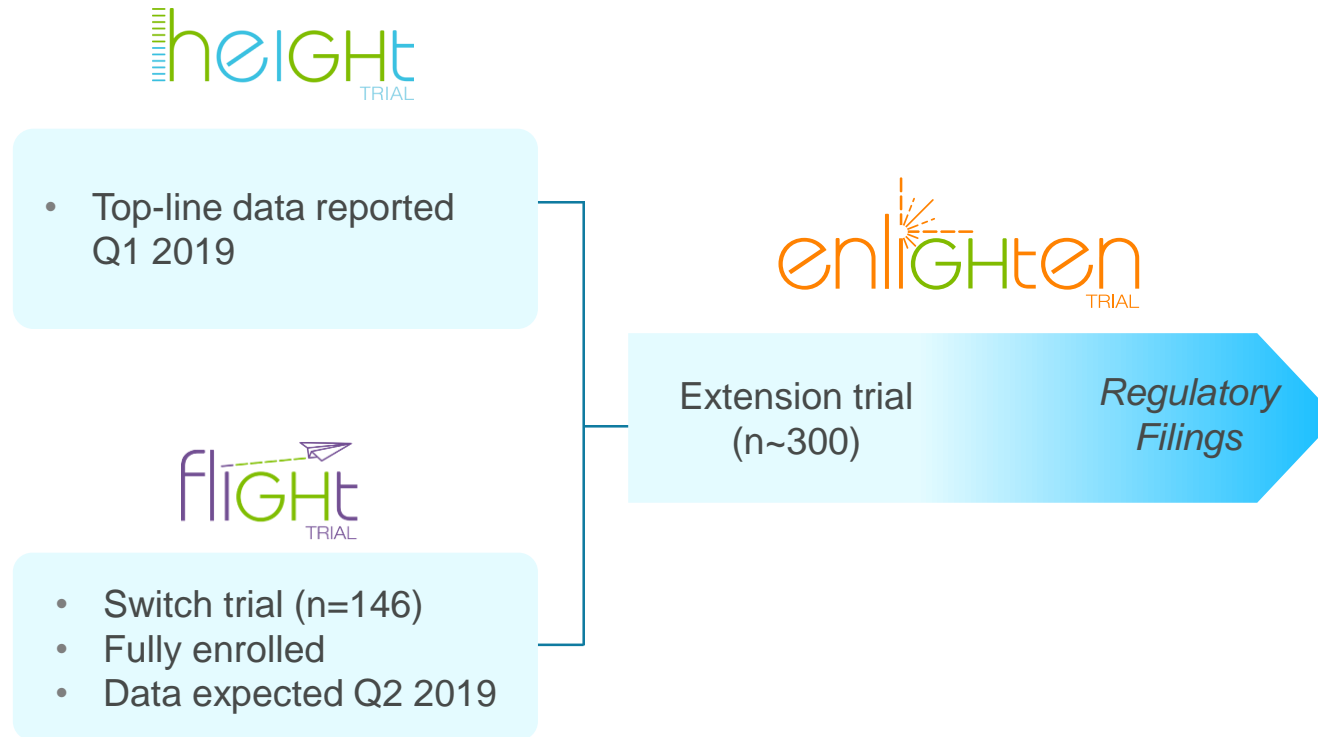 heiGHt
TRIAL
• Top-line data reported
Q1 2019
enliGHten
TRIAL
Extension trial
(n~300)
Regulatory
Filings
fliGHt
TRIAL
• Switch trial (n=146)
• Fully enrolled
• Data expected Q2 2019